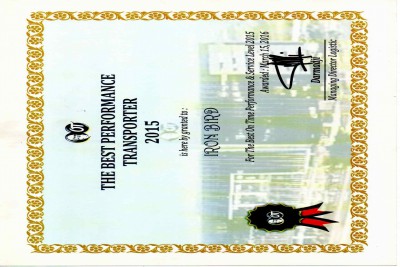 THE BEST PERFORMANCE
TRANSPORTER
2015
is here by granted to :
IRON BIRD
For The Best On Time Performance & Service Level 2015
Awarded : March 15, 2016
Darmadji
Managing Director Logistic